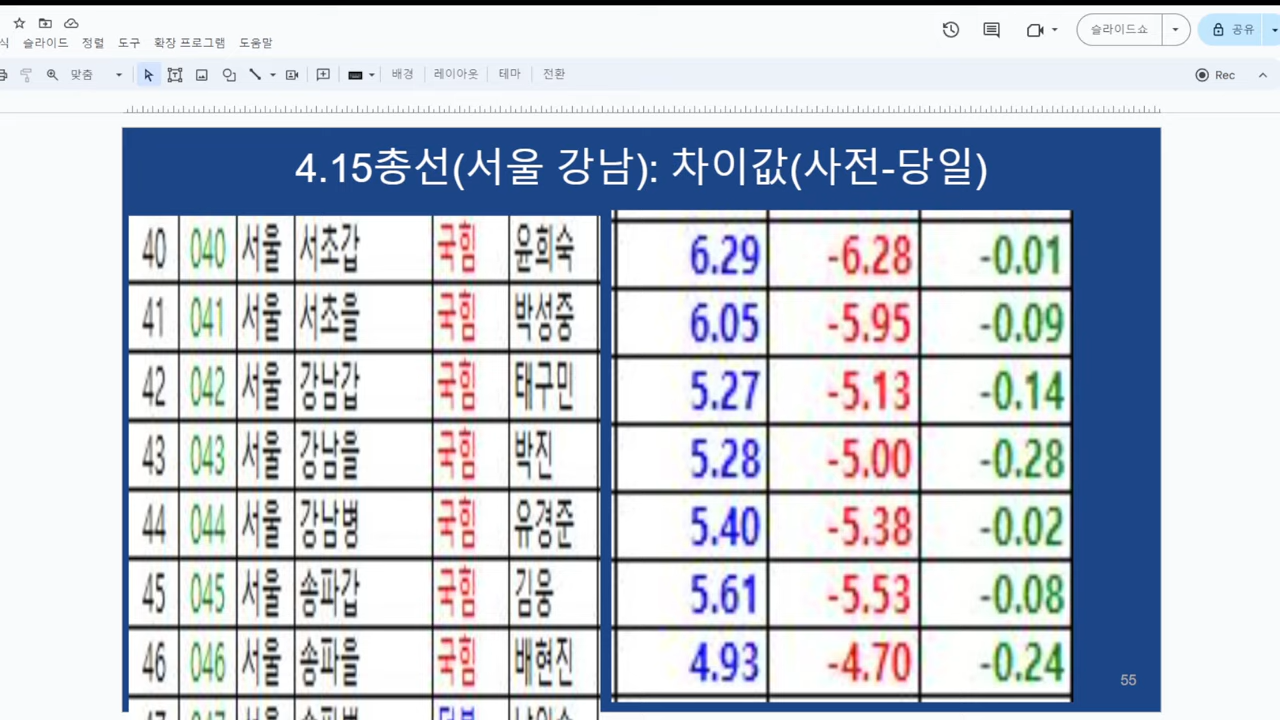 슬라이드 정렬 도구 확장 프로그램 도움말
슬라이드쇼 공유
맞춤 배경 레이아웃 테마 전환 Rec
4.15총선(서울 강남): 차이값(사전-당일)
40 040 서울 서초갑 국힘 윤희숙 6.29 -6.28 -0.01
41 041 서울 서초을 국힘 박성중 6.05 -5.95 -0.09
42 042 서울 강남갑 국힘 태구민 5.27 -5.13 -0.14
43 043 서울 강남을 국힘 박진 5.28 -5.00 -0.28
44 044 서울 강남병 국힘 유경준 5.40 -5.38 -0.02
45 045 서울 송파갑 국힘 김웅 5.61 -5.53 -0.08
46 046 서울 송파을 국힘 배현진 4.93 -4.70 -0.24
55